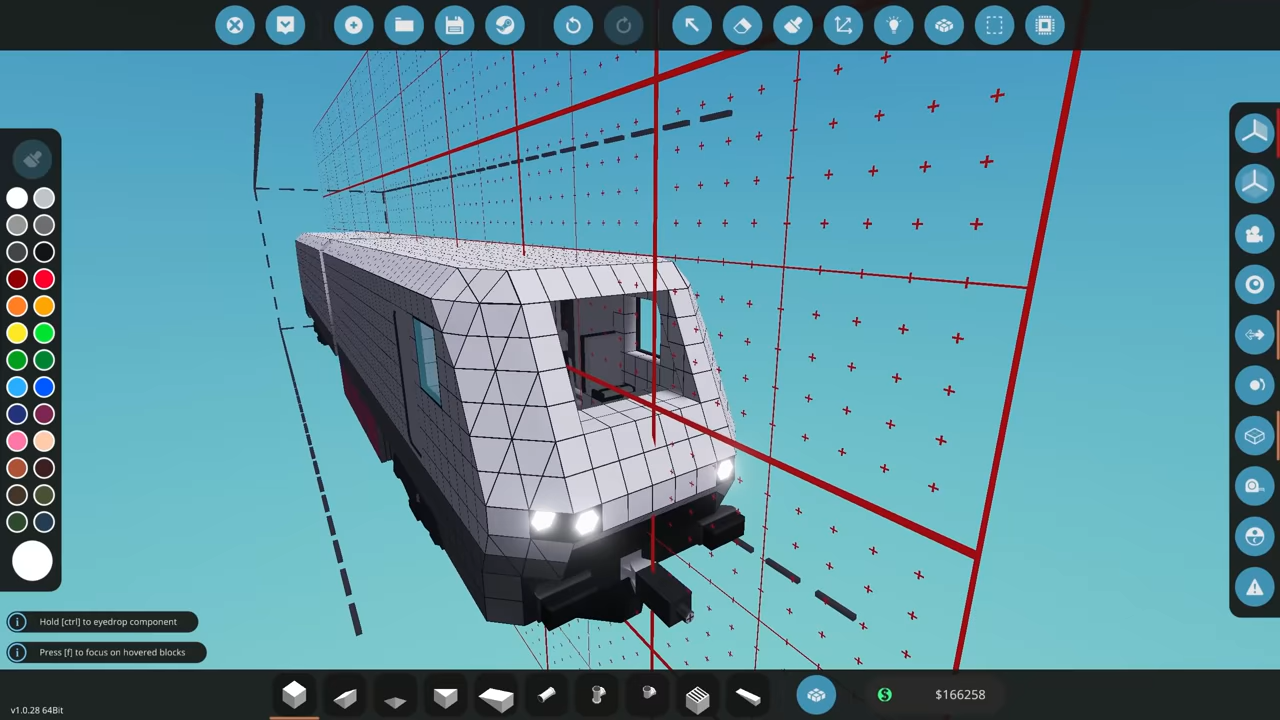 Hold [ctrl] to eyedrop component
Press [f] to focus on hovered blocks
v1.0.28 64Bit
$166258